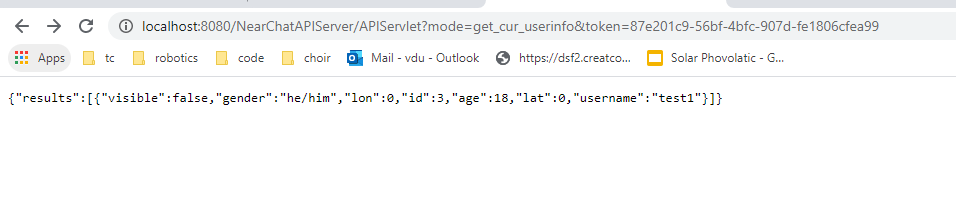 localhost:8080/NearChatAPIServer/APIServlet?mode=get_cur_userinfo&token=87e201c9-56bf-4bfc-907d-fe1806cfea99
Apps tc robotics code choir Mail - vdu - Outlook https://dsf2.creatco... Solar Phovolatic - G...
{"results":[{"visible":false,"gender":"he/him","lon":0,"id":3,"age":18,"lat":0,"username":"test1"}]}